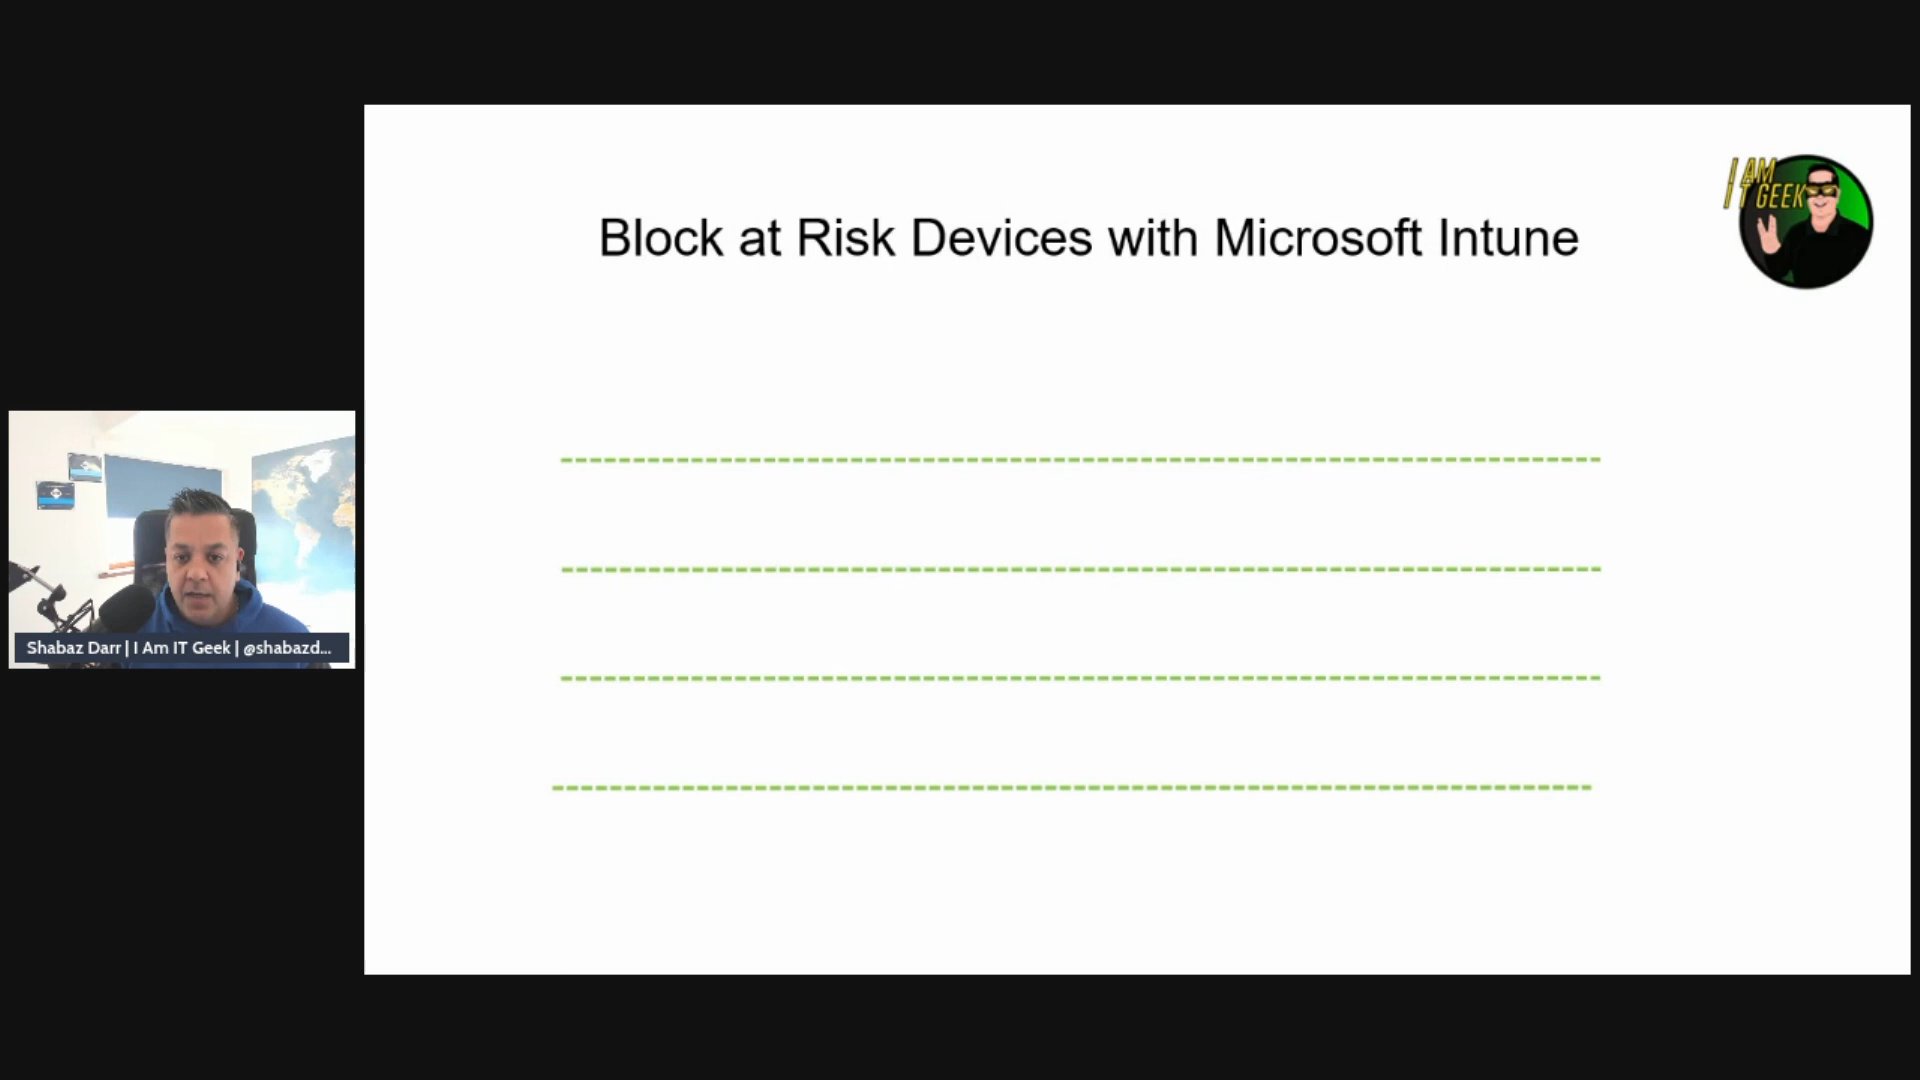 Block at Risk Devices with Microsoft Intune
I AM
IT GEEK
Shabaz Darr | I Am IT Geek | @shabazd...